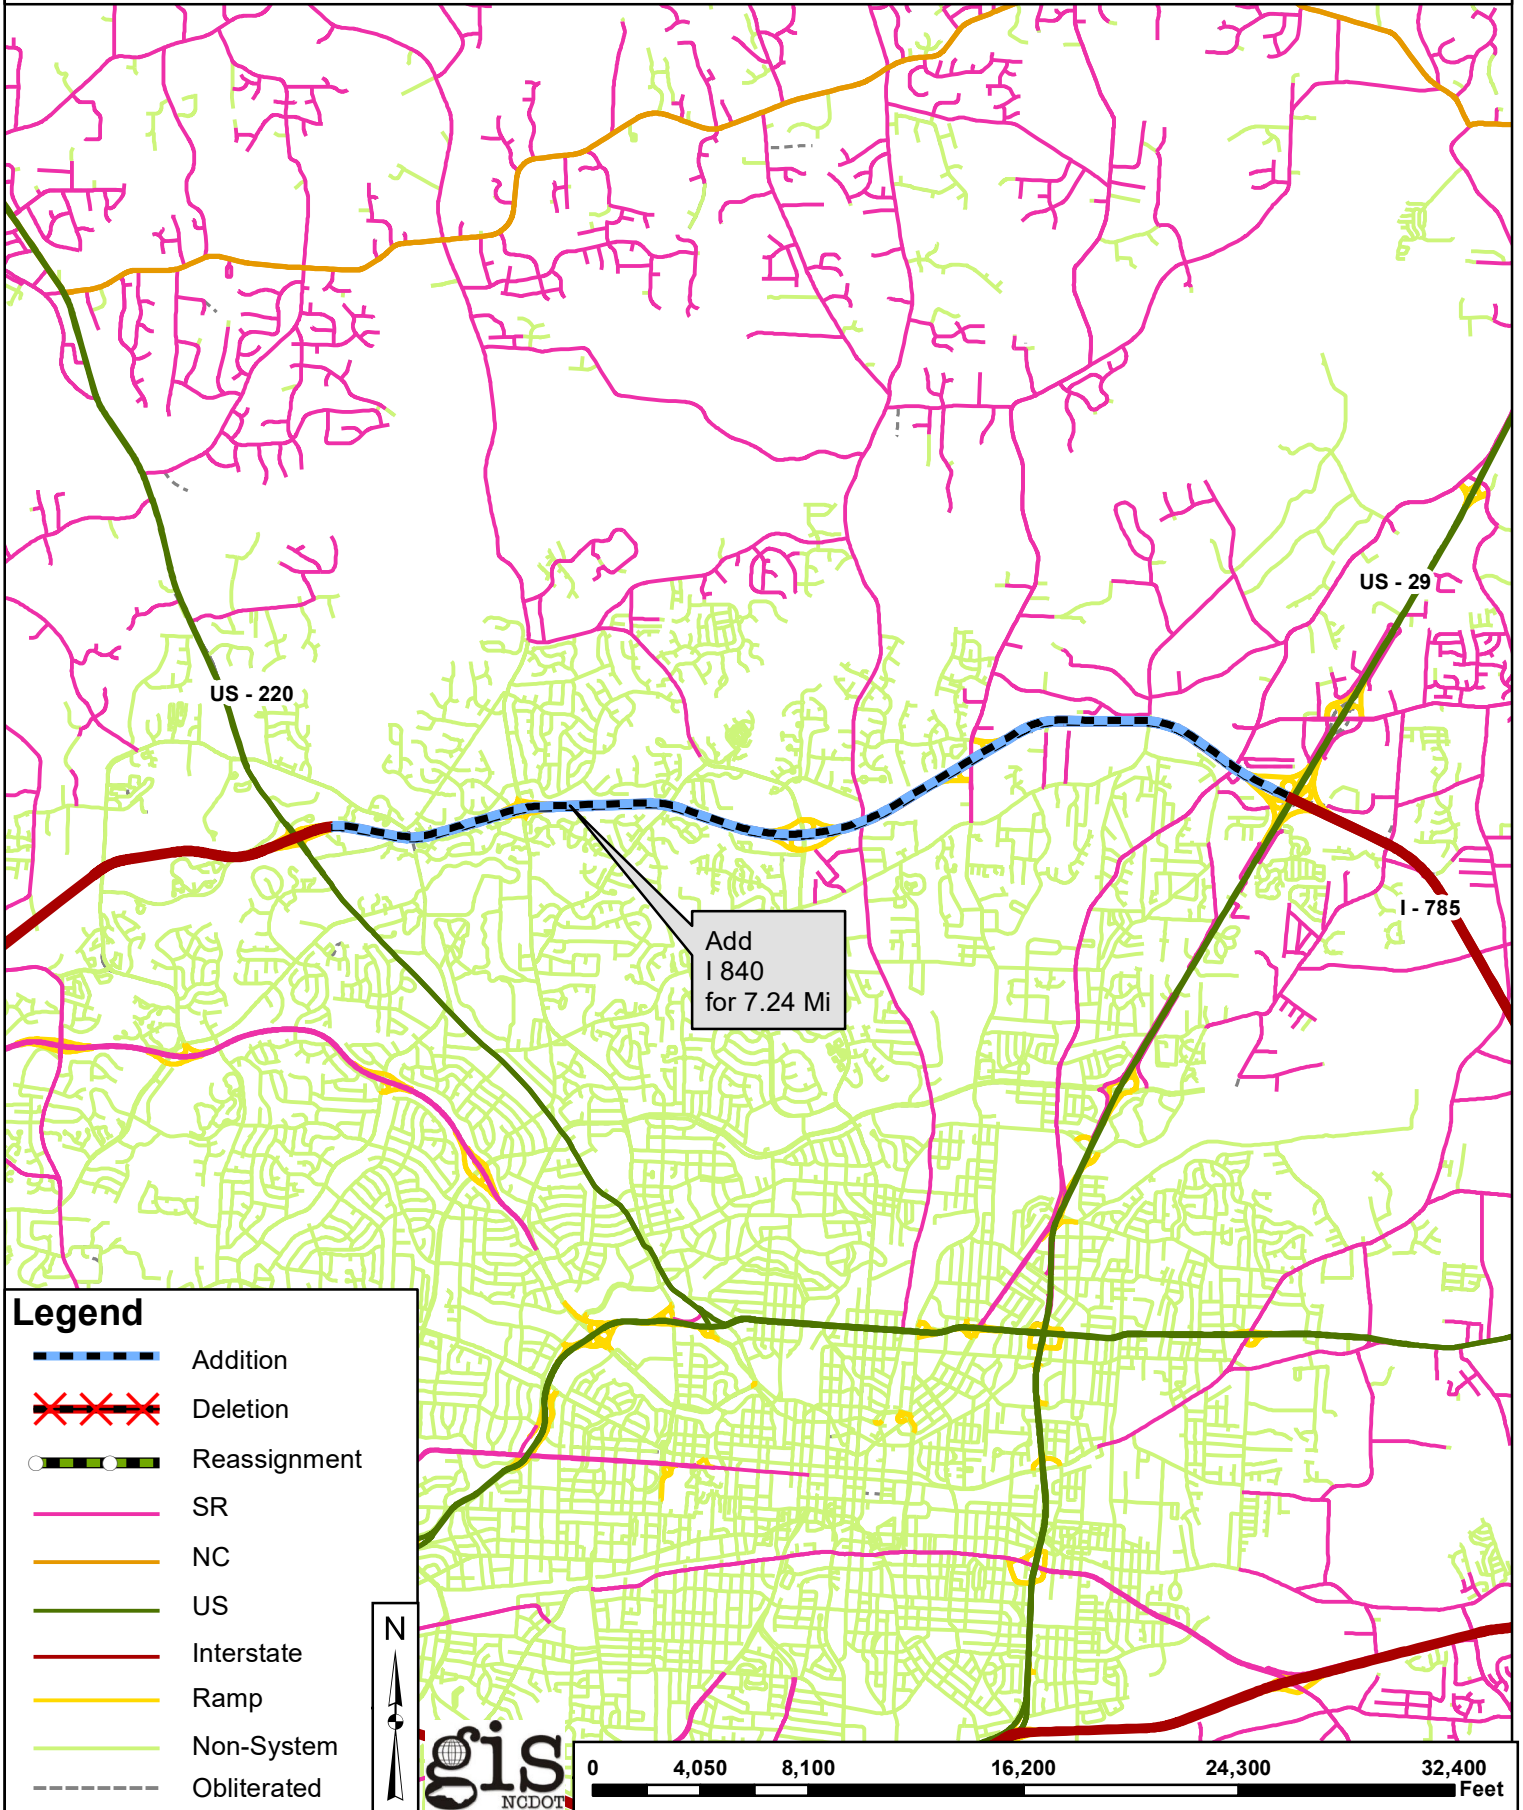 US - 29
US - 220
I - 785
Add
I 840
for 7.24 Mi
Legend
Addition
Deletion
Reassignment
SR
NC
US
Interstate
Ramp
Non-System
Obliterated
N
gis
NCDOT
0 4,050 8,100 16,200 24,300 32,400
Feet